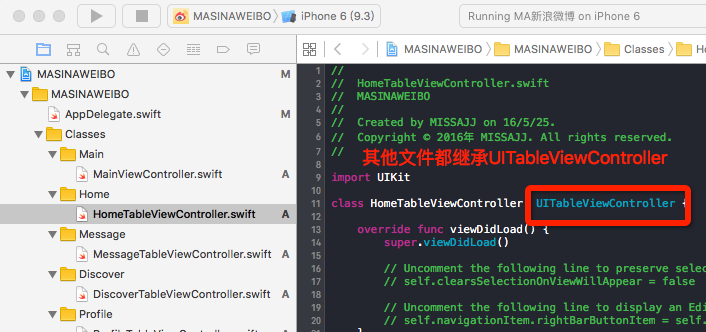 MASINAWEIBO
iPhone 6 (9.3)
Running MA新浪微博 on iPhone 6
MASINAWEIBO
M
MASINAWEIBO
AppDelegate.swift
M
Classes
Main
MainViewController.swift
A
Home
HomeTableViewController.swift
A
Message
MessageTableViewController.swift
A
Discover
DiscoverTableViewController.swift
A
Profile
MASINAWEIBO
MASINAWEIBO
Classes
1 //
2 // HomeTableViewController.swift
3 // MASINAWEIBO
4 //
5 // Created by MISSAJJ on 16/5/25.
6 // Copyright © 2016年 MISSAJJ. All rights reserved.
7 //
其他文件都继承UITableViewController
8
9 import UIKit
10
11 class HomeTableViewController UITableViewController {
12
13 override func viewDidLoad() {
14 super.viewDidLoad()
15
16 // Uncomment the following line to preserve selec
17 // self.clearsSelectionOnViewWillAppear = false
18
19 // Uncomment the following line to display an Edi
20 // self.navigationItem.rightBarButtonItem = self.